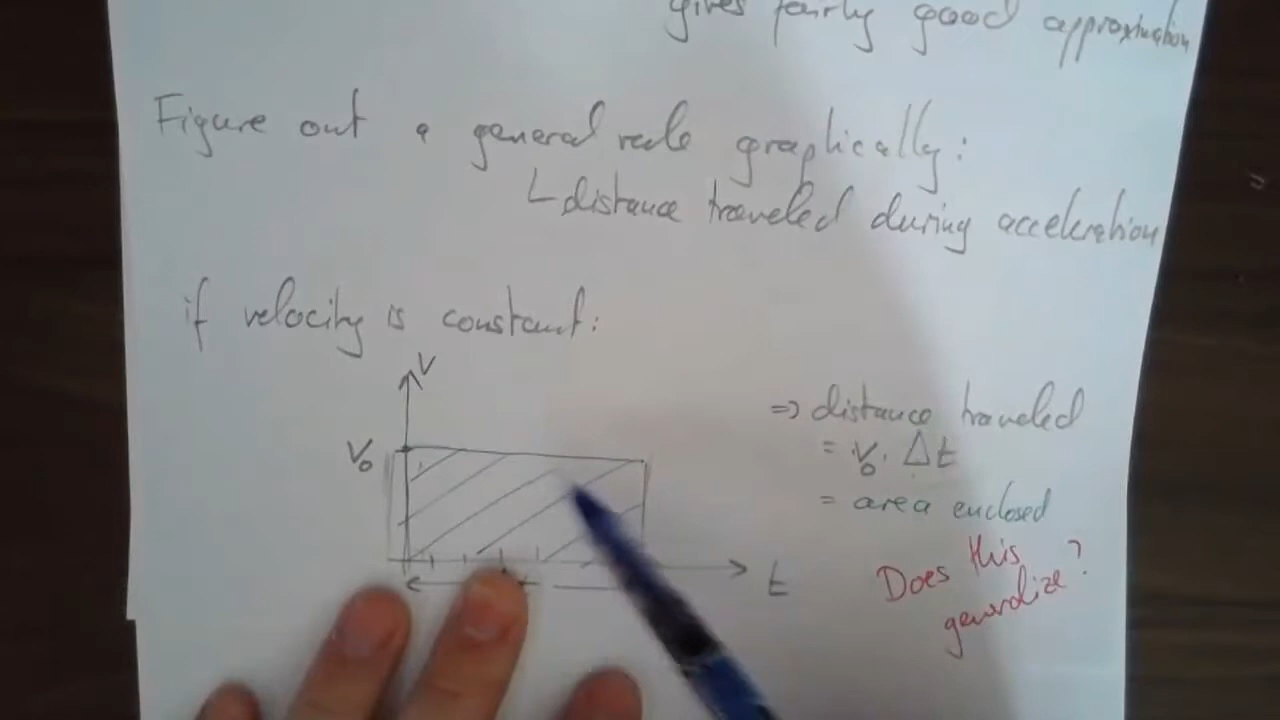 gives fairly good approximation
Figure out a general rule graphically:
distance traveled during acceleration
if velocity is constant:
V
V₀
t
=> distance traveled
= v₀ · Δt
= area enclosed
Does this
generalize?